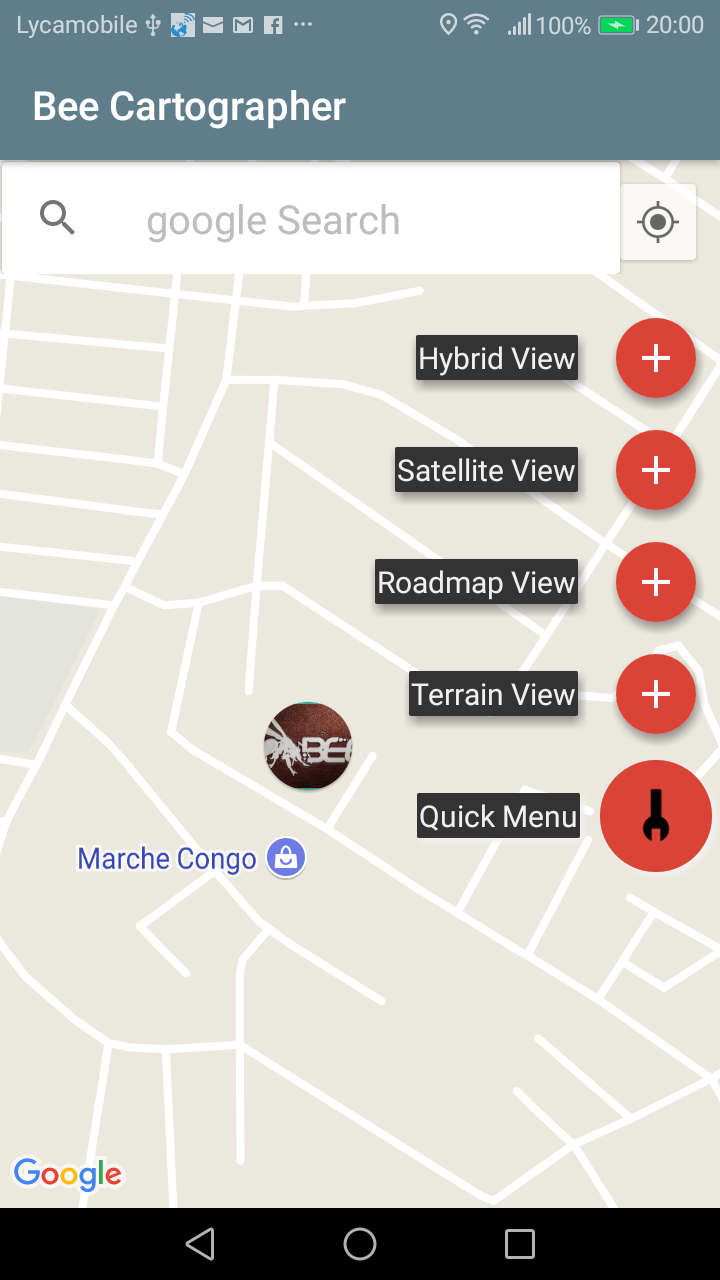 Lycamobile 100% 20:00
Bee Cartographer
google Search
Hybrid View
Satellite View
Roadmap View
Terrain View
BEE
Quick Menu
Marche Congo
Google